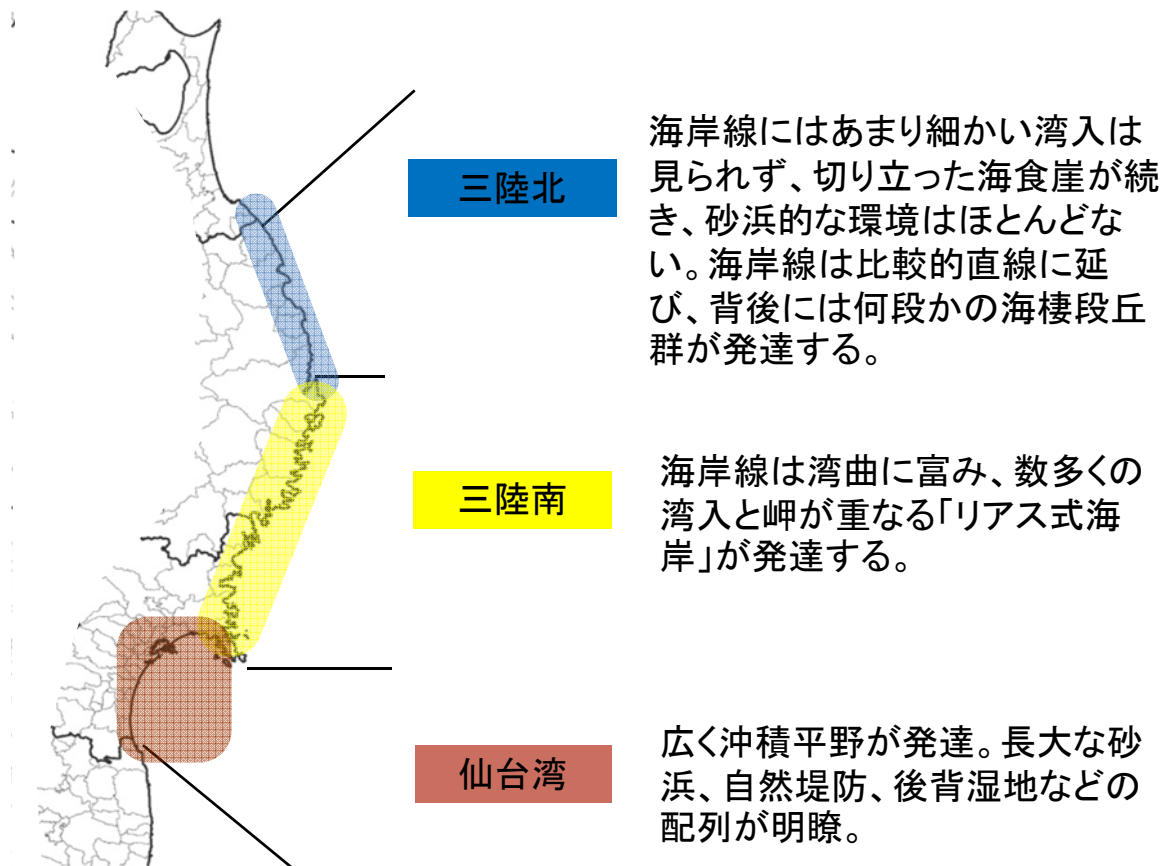 三陸北
海岸線にはあまり細かい湾入は
見られず、切り立った海食崖が続
き、砂浜的な環境はほとんどな
い。海岸線は比較的直線に延
び、背後には何段かの海棲段丘
群が発達する。
三陸南
海岸線は湾曲に富み、数多くの
湾入と岬が重なる「リアス式海
岸」が発達する。
仙台湾
広く沖積平野が発達。長大な砂
浜、自然堤防、後背湿地などの
配列が明瞭。